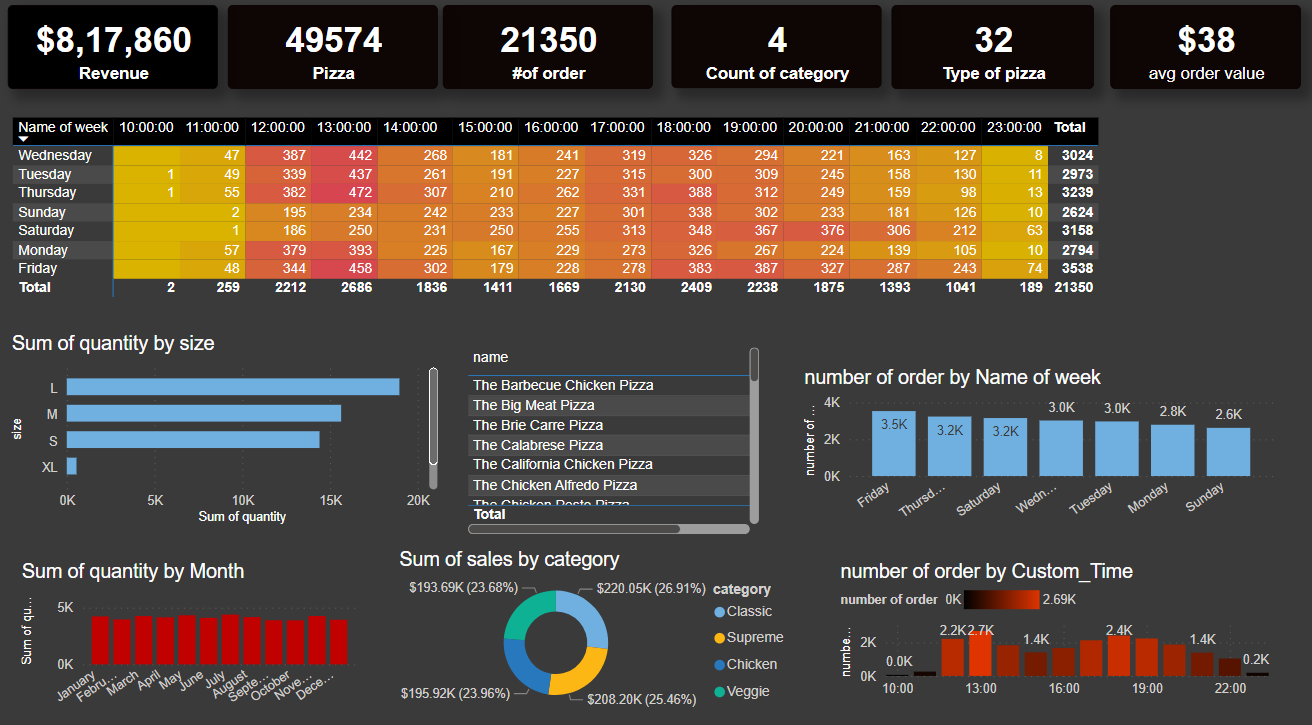 $8,17,860
Revenue
49574
Pizza
21350
#of order
4
Count of category
32
Type of pizza
$38
avg order value
Name of week 10:00:00 11:00:00 12:00:00 13:00:00 14:00:00 15:00:00 16:00:00 17:00:00 18:00:00 19:00:00 20:00:00 21:00:00 22:00:00 23:00:00 Total
Wednesday 47 387 442 268 181 241 319 326 294 221 163 127 8 3024
Tuesday 1 49 339 437 261 191 227 315 300 309 245 158 130 11 2973
Thursday 1 55 382 472 307 210 262 331 388 312 249 159 98 13 3239
Sunday 2 195 234 242 233 227 301 338 302 233 181 126 10 2624
Saturday 1 186 250 231 250 255 313 348 367 376 306 212 63 3158
Monday 57 379 393 225 167 229 273 326 267 224 139 105 10 2794
Friday 48 344 458 302 179 228 278 383 387 327 287 243 74 3538
Total 2 259 2212 2686 1836 1411 1669 2130 2409 2238 1875 1393 1041 189 21350
Sum of quantity by size
size
L
M
S
XL
0K 5K 10K 15K 20K
Sum of quantity
name
The Barbecue Chicken Pizza
The Big Meat Pizza
The Brie Carre Pizza
The Calabrese Pizza
The California Chicken Pizza
The Chicken Alfredo Pizza
The Chicken Pesto Pizza
Total
number of order by Name of week
number of ...
4K
2K
0K
3.5K 3.2K 3.2K 3.0K 3.0K 2.8K 2.6K
Friday Thursd... Saturday Wedn... Tuesday Monday Sunday
Sum of quantity by Month
Sum of qu...
5K
0K
January Febru... March April May June July August Septe... October Nove... Dece...
Sum of sales by category
$193.69K (23.68%)
$220.05K (26.91%)
$195.92K (23.96%)
$208.20K (25.46%)
category
Classic
Supreme
Chicken
Veggie
number of order by Custom_Time
number of order 0K 2.69K
numbe...
2K
0K
0.0K 2.2K 2.7K 1.4K 2.4K 1.4K 0.2K
10:00 13:00 16:00 19:00 22:00